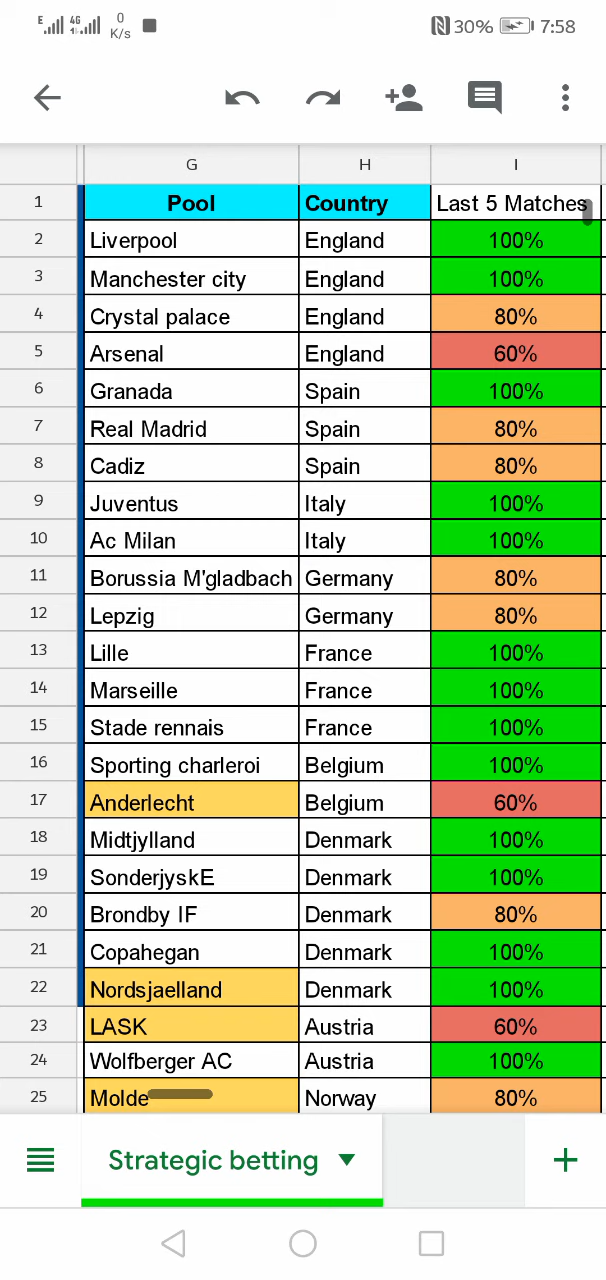 E 4G 0 K/s 30% 7:58
G H I
1 Pool Country Last 5 Matches
2 Liverpool England 100%
3 Manchester city England 100%
4 Crystal palace England 80%
5 Arsenal England 60%
6 Granada Spain 100%
7 Real Madrid Spain 80%
8 Cadiz Spain 80%
9 Juventus Italy 100%
10 Ac Milan Italy 100%
11 Borussia M'gladbach Germany 80%
12 Lepzig Germany 80%
13 Lille France 100%
14 Marseille France 100%
15 Stade rennais France 100%
16 Sporting charleroi Belgium 100%
17 Anderlecht Belgium 60%
18 Midtjylland Denmark 100%
19 SonderjyskE Denmark 100%
20 Brondby IF Denmark 80%
21 Copahegan Denmark 100%
22 Nordsjaelland Denmark 100%
23 LASK Austria 60%
24 Wolfberger AC Austria 100%
25 Molde Norway 80%
Strategic betting